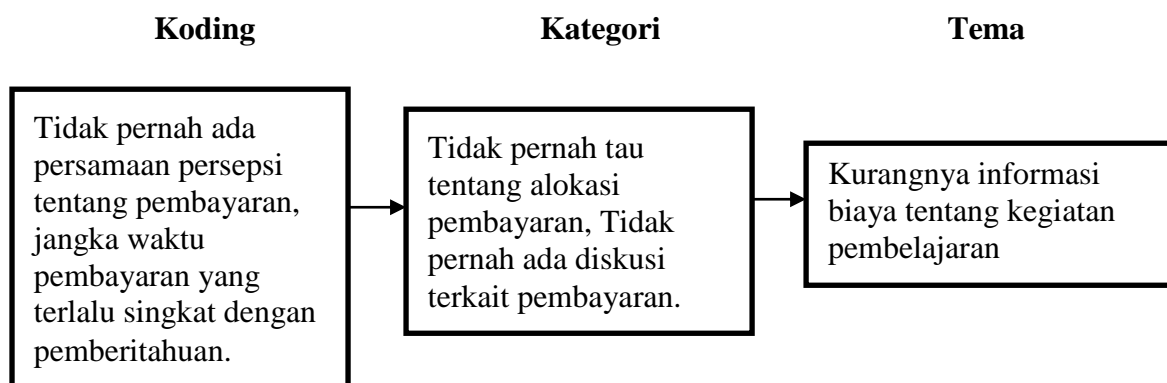 Koding
Kategori
Tema
Tidak pernah ada
persamaan persepsi
tentang pembayaran,
jangka waktu
pembayaran yang
terlalu singkat dengan
pemberitahuan.
Tidak pernah tau
tentang alokasi
pembayaran, Tidak
pernah ada diskusi
terkait pembayaran.
Kurangnya informasi
biaya tentang kegiatan
pembelajaran